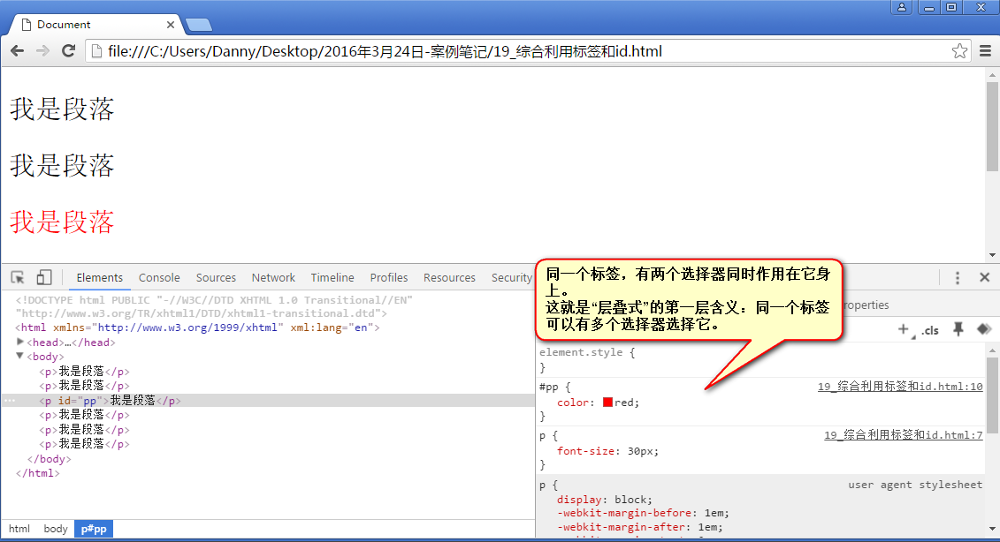 Document
file:///C:/Users/Danny/Desktop/2016年3月24日-案例笔记/19_综合利用标签和id.html
我是段落
我是段落
我是段落
Elements Console Sources Network Timeline Profiles Resources Security
<!DOCTYPE html PUBLIC "-//W3C//DTD XHTML 1.0 Transitional//EN"
"http://www.w3.org/TR/xhtml1/DTD/xhtml1-transitional.dtd">
<html xmlns="http://www.w3.org/1999/xhtml" xml:lang="en">
<head>…</head>
<body>
<p>我是段落</p>
<p>我是段落</p>
<p id="pp">我是段落</p>
<p>我是段落</p>
<p>我是段落</p>
<p>我是段落</p>
</body>
</html>
html body p#pp
同一个标签，有两个选择器同时作用在它身
上。
这就是“层叠式”的第一层含义：同一个标签
可以有多个选择器选择它。
roperties
.cls
element.style {
}
#pp { 19_综合利用标签和id.html:10
color: red;
}
p { 19_综合利用标签和id.html:7
font-size: 30px;
}
p { user agent stylesheet
display: block;
-webkit-margin-before: 1em;
-webkit-margin-after: 1em;